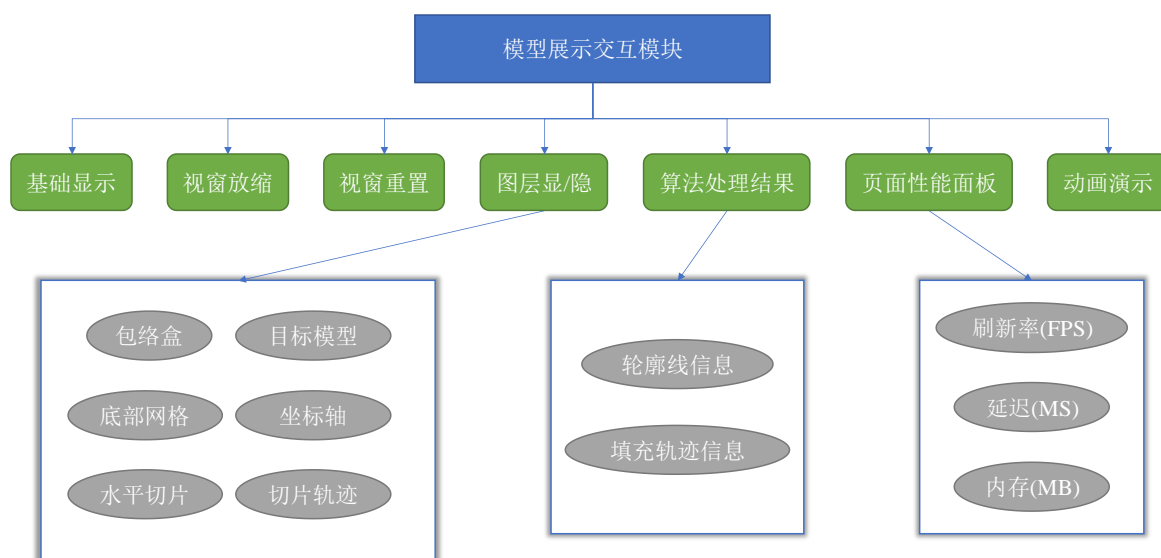 模型展示交互模块
基础显示
视窗放缩
视窗重置
图层显/隐
算法处理结果
页面性能面板
动画演示
包络盒
目标模型
底部网格
坐标轴
水平切片
切片轨迹
轮廓线信息
填充轨迹信息
刷新率(FPS)
延迟(MS)
内存(MB)